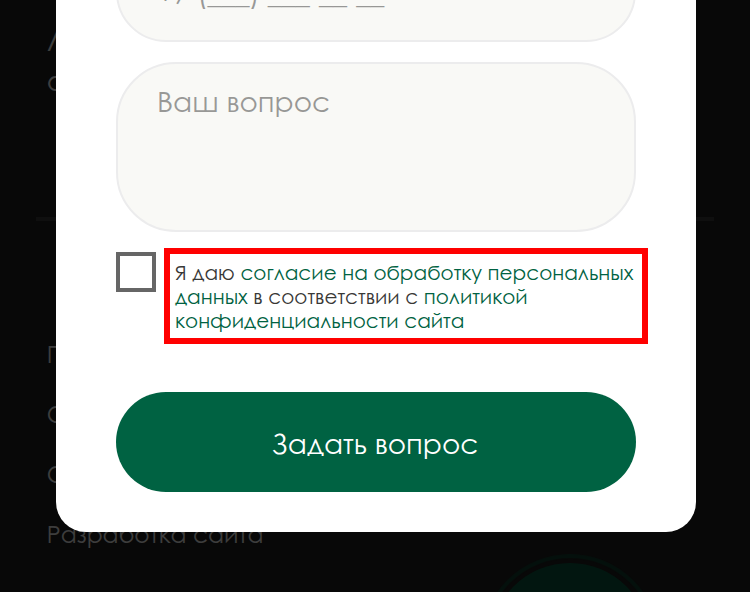 Ваш вопрос
Я даю согласие на обработку персональных
данных в соответствии с политикой
конфиденциальности сайта
Задать вопрос
Разработка сайта